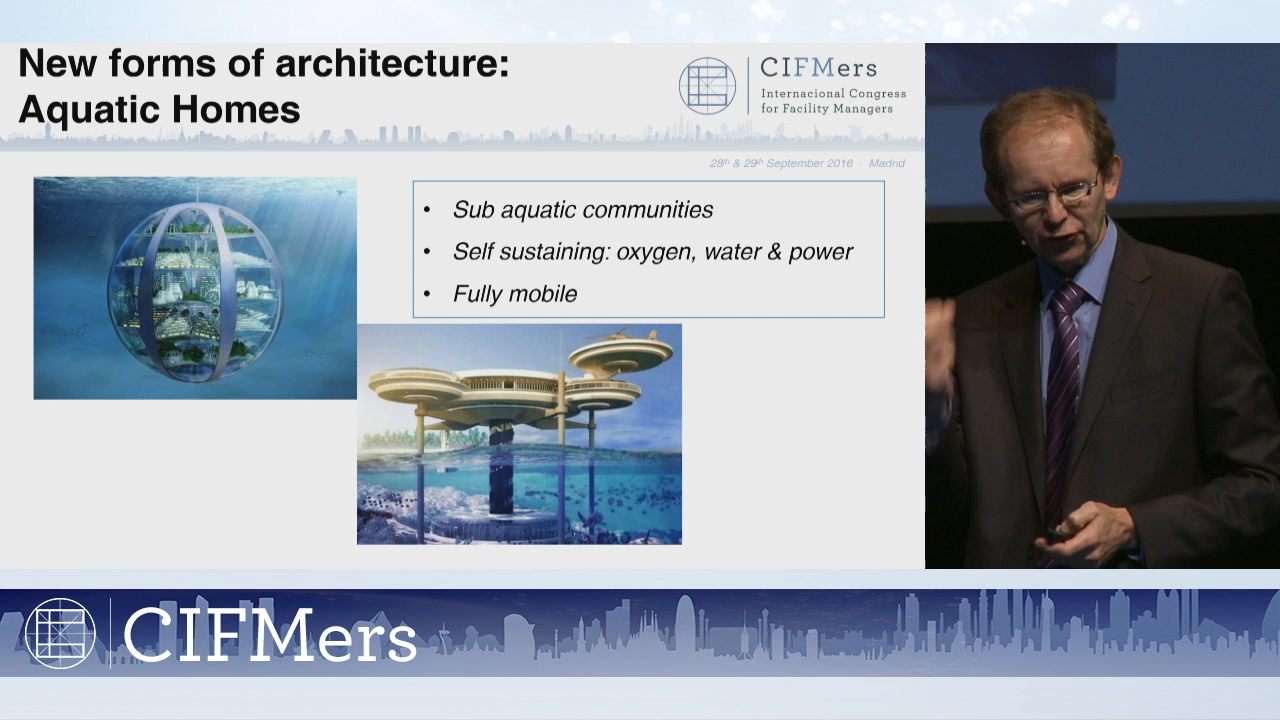 New forms of architecture:
Aquatic Homes
CIFMers
Internacional Congress
for Facility Managers
28th & 29th September 2016 · Madrid
• Sub aquatic communities
• Self sustaining: oxygen, water & power
• Fully mobile
CIFMers